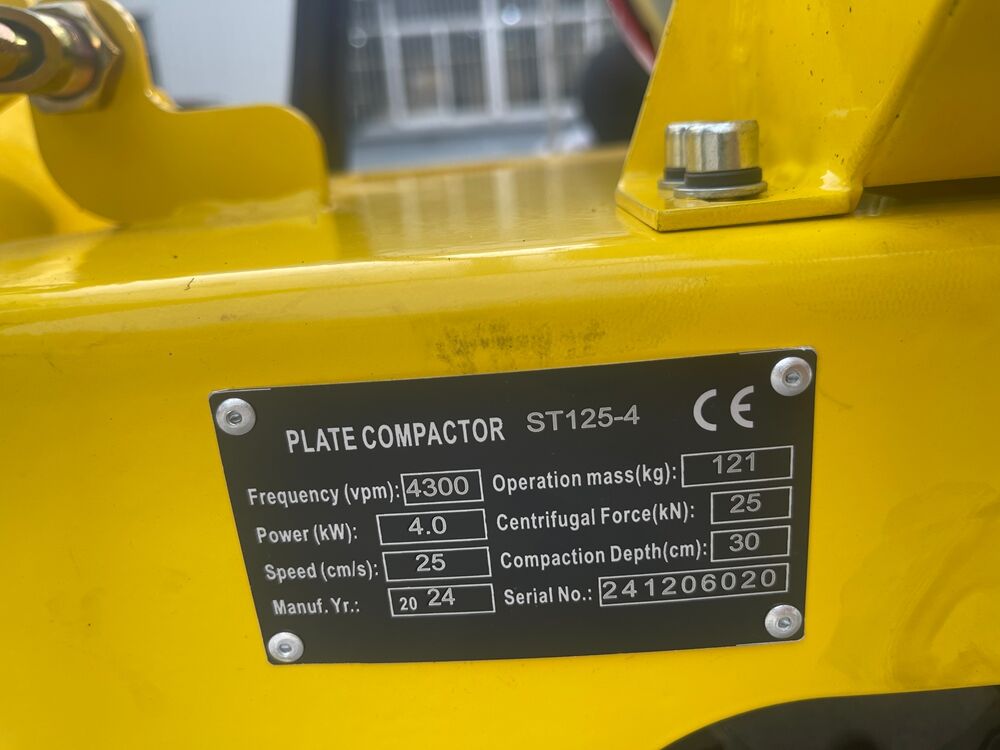 PLATE COMPACTOR ST125-4 CE
Frequency (vpm): 4300 Operation mass(kg): 121
Power (kW): 4.0 Centrifugal Force(kN): 25
Speed (cm/s): 25 Compaction Depth(cm): 30
Manuf. Yr.: 20 24 Serial No.: 241206020